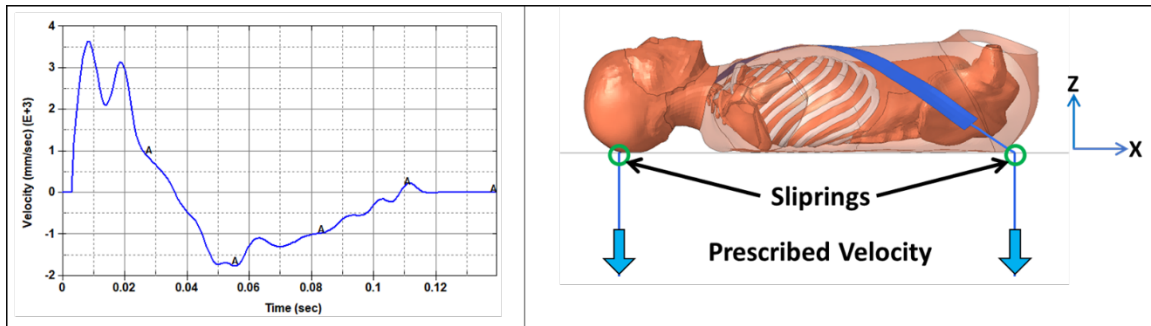 Velocity (mm/sec) (E+3)
4
3
2
1
0
-1
-2
A
A
A
A
A
0
0.02
0.04
0.06
0.08
0.1
0.12
Time (sec)
Z
X
Sliprings
Prescribed Velocity